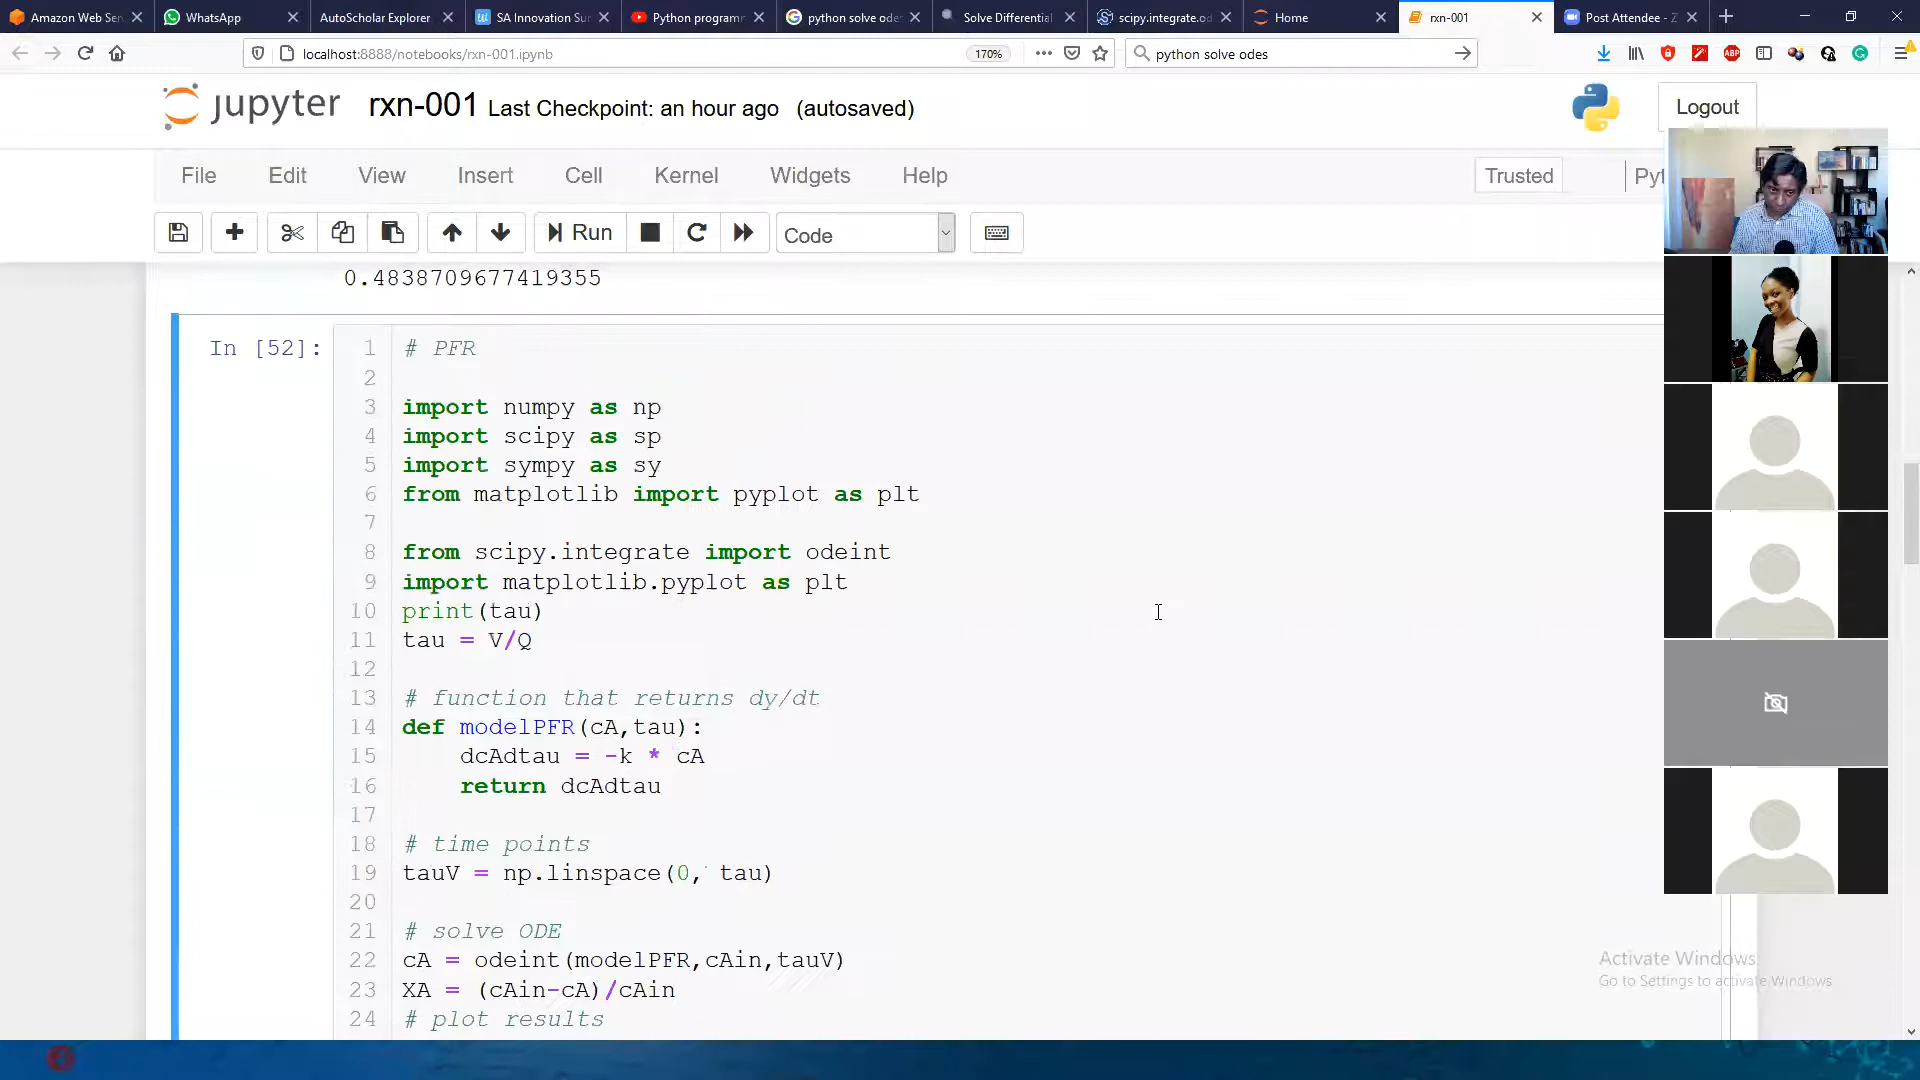 Amazon Web Ser
WhatsApp
AutoScholar Explorer
SA Innovation Su
Python programm
python solve odes
Solve Differential
scipy.integrate.od
Home
rxn-001
Post Attendee - Z
localhost:8888/notebooks/rxn-001.ipynb
170%
python solve odes
ABP
jupyter
rxn-001 Last Checkpoint: an hour ago (autosaved)
Logout
File
Edit
View
Insert
Cell
Kernel
Widgets
Help
Trusted
Pyt
Run
Code
0.4838709677419355
In [52]:
1 # PFR
2
3 import numpy as np
4 import scipy as sp
5 import sympy as sy
6 from matplotlib import pyplot as plt
7
8 from scipy.integrate import odeint
9 import matplotlib.pyplot as plt
10 print(tau)
11 tau = V/Q
12
13 # function that returns dy/dt
14 def modelPFR(cA,tau):
15 dcAdtau = -k * cA
16 return dcAdtau
17
18 # time points
19 tauV = np.linspace(0, tau)
20
21 # solve ODE
22 cA = odeint(modelPFR,cAin,tauV)
23 XA = (cAin-cA)/cAin
24 # plot results
Activate Windows
Go to Settings to activate Windows